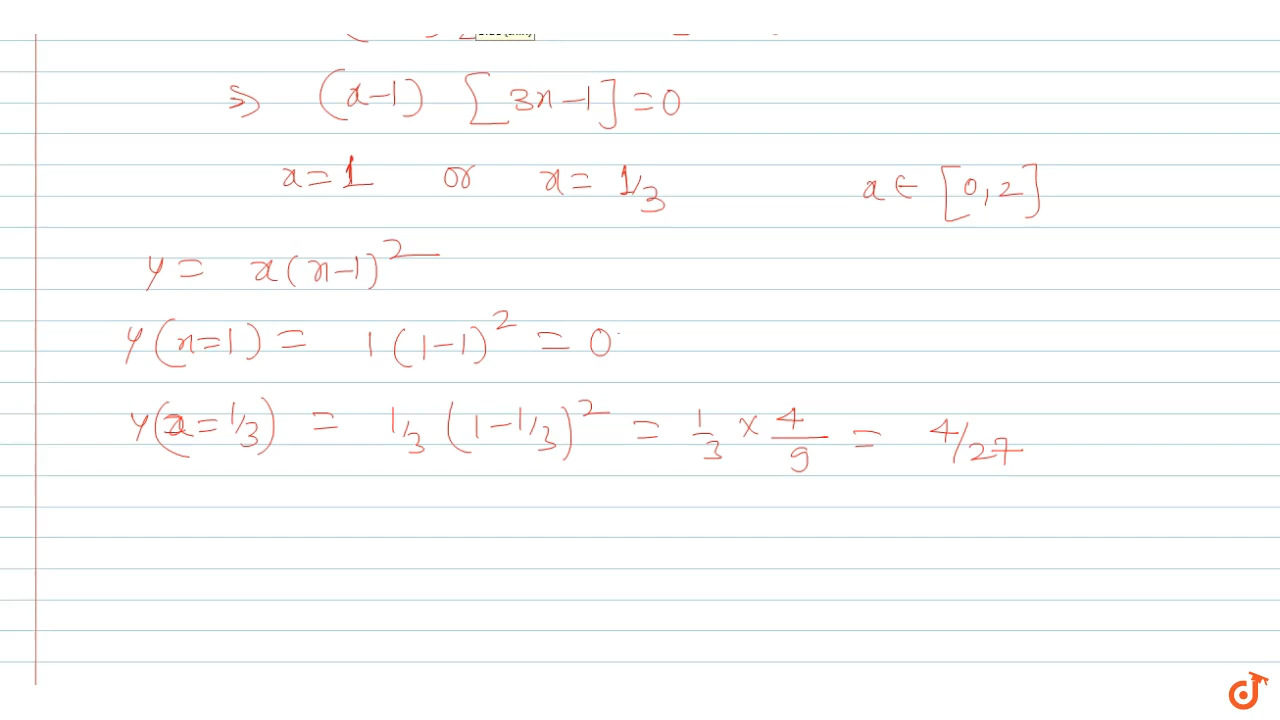 ⇒ (x-1) [3x-1] = 0
x = 1 or x = 1/3 x ∈ [0, 2]
y = x(x-1)²
y(x=1) = 1(1-1)² = 0
y(x=1/3) = 1/3 (1-1/3)² = 1/3 × 4/9 = 4/27